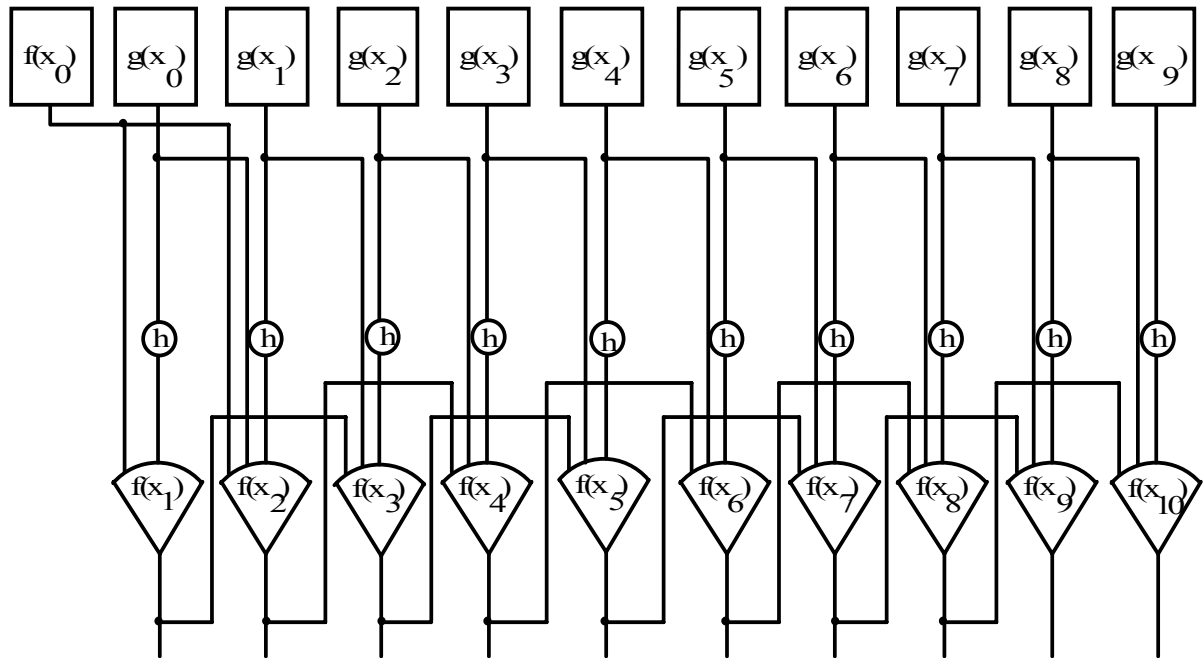 f(x₀) g(x₀) g(x₁) g(x₂) g(x₃) g(x₄) g(x₅) g(x₆) g(x₇) g(x₈) g(x₉)
h h h h h h h h h h
f(x₁) f(x₂) f(x₃) f(x₄) f(x₅) f(x₆) f(x₇) f(x₈) f(x₉) f(x₁₀)